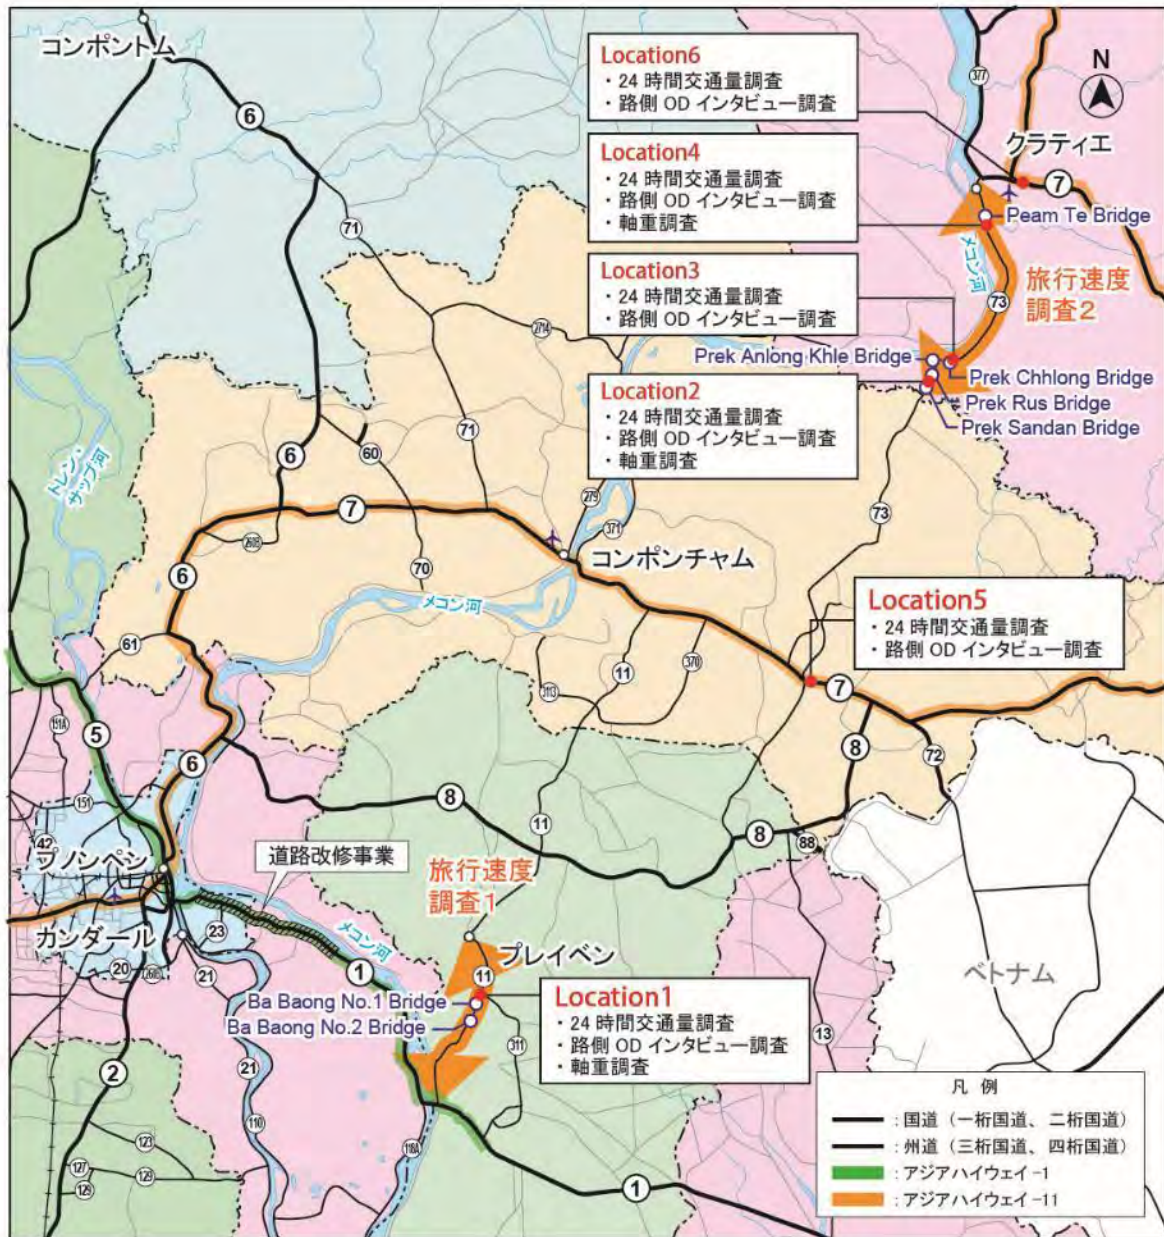 コンポントム
6
71
Location6
・24 時間交通量調査
・路側 OD インタビュー調査
377
N
クラティエ
7
Peam Te Bridge
Location4
・24 時間交通量調査
・路側 OD インタビュー調査
・軸重調査
メコン河
73
旅行速度
調査2
Location3
・24 時間交通量調査
・路側 OD インタビュー調査
2714
Prek Anlong Khle Bridge
Prek Chhlong Bridge
Prek Rus Bridge
Prek Sandan Bridge
Location2
・24 時間交通量調査
・路側 OD インタビュー調査
・軸重調査
トレン・
サップ河
6
60
71
279
371
73
7
260B
6
70
コンポンチャム
メコン河
Location5
・24 時間交通量調査
・路側 OD インタビュー調査
61
11
370
3113
7
151A
5
6
8
72
8
151
11
8
88
42
プノンペン
道路改修事業
旅行速度
調査1
カンダール
23
メコン河
プレイベン
20
21
1
11
ベトナム
Ba Baong No.1 Bridge
Ba Baong No.2 Bridge
Location1
・24 時間交通量調査
・路側 OD インタビュー調査
・軸重調査
311
13
2
21
110
123
127
129
129
118A
1
凡 例
: 国道（一桁国道、二桁国道）
: 州道（三桁国道、四桁国道）
: アジアハイウェイ-1
: アジアハイウェイ-11